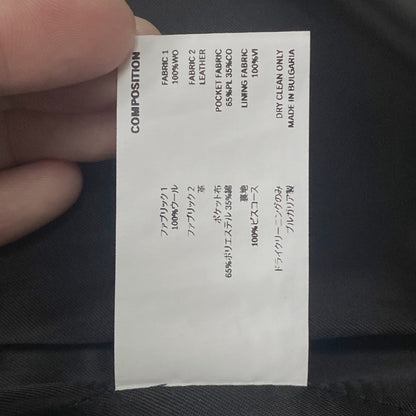 COMPOSITION
FABRIC 1
100%WO
FABRIC 2
LEATHER
POCKET FABRIC
65%PL 35%CO
LINING FABRIC
100%VI
DRY CLEAN ONLY
MADE IN BULGARIA
ファブリック1
100%ウール
ファブリック2
革
ポケット布
65%ポリエステル 35%綿
裏地
100%ビスコース
ドライクリーニングのみ
ブルガリア製